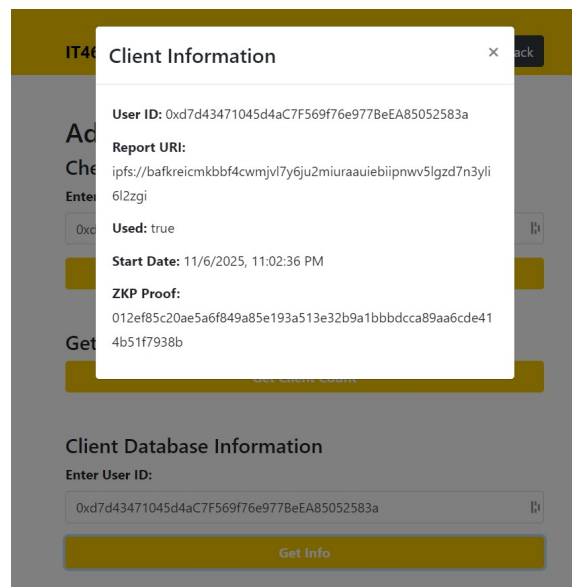 IT46
Client Information
×
ack
User ID: 0xd7d43471045d4aC7F569f76e977BeEA85052583a
Ad
Report URI:
Che
ipfs://bafkreicmkbbf4cwmjvl7y6ju2miuraauiebiipnwv5lgzd7n3yli
6l2zgi
Enter
0xd
Used: true
Start Date: 11/6/2025, 11:02:36 PM
ZKP Proof:
012ef85c20ae5a6f849a85e193a513e32b9a1bbbdcca89aa6cde41
4b51f7938b
Get
Get Client Count
Client Database Information
Enter User ID:
0xd7d43471045d4aC7F569f76e977BeEA85052583a
Get Info